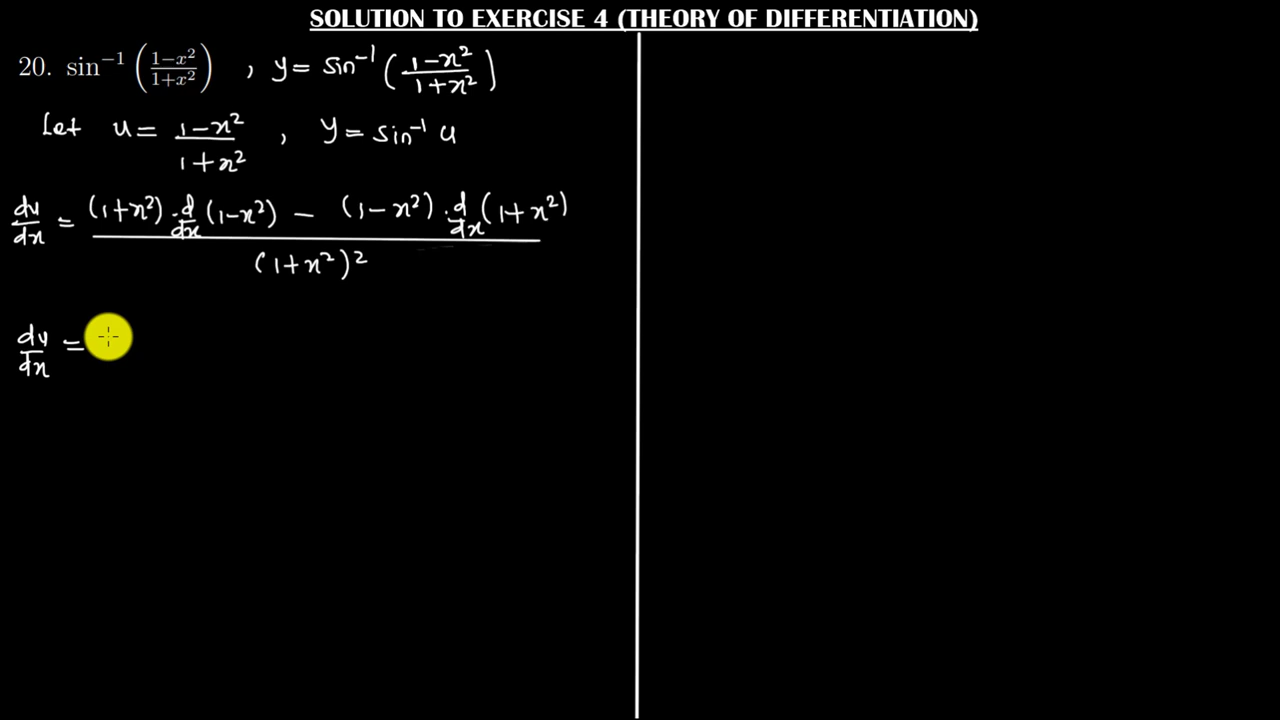 SOLUTION TO EXERCISE 4 (THEORY OF DIFFERENTIATION)
20. sin⁻¹ ((1−x²)/(1+x²)) , y = sin⁻¹ ((1−x²)/(1+x²))
Let u = (1−x²)/(1+x²) , y = sin⁻¹ u
du/dx = ((1+x²) · d/dx (1−x²) − (1−x²) · d/dx (1+x²))/(1+x²)²
du/dx =